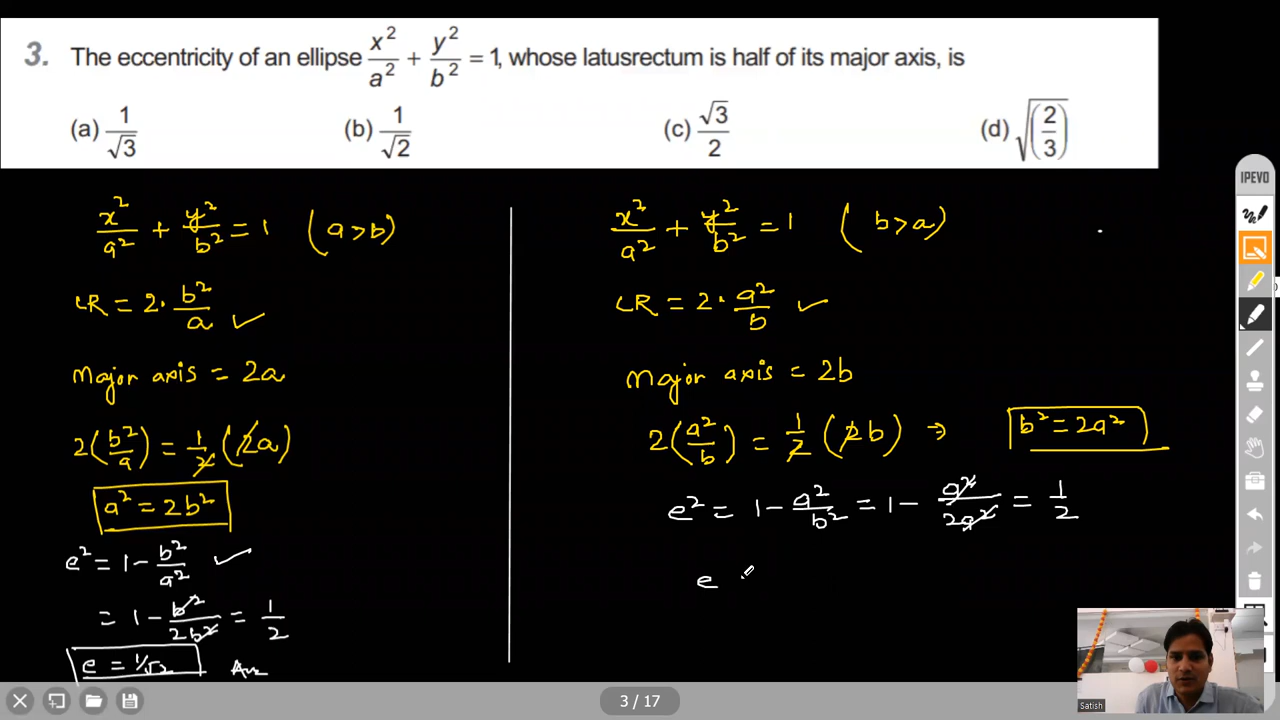 3. The eccentricity of an ellipse x²/a² + y²/b² = 1, whose latusrectum is half of its major axis, is
(a) 1/√3 (b) 1/√2 (c) √3/2 (d) √(2/3)
x²/a² + y²/b² = 1 (a > b)
LR = 2 · b²/a ✓
Major axis = 2a
2(b²/a) = 1/2 (2a)
a² = 2b²
e² = 1 - b²/a² ✓
= 1 - b²/2b² = 1/2
e = 1/√2 Ans
x²/a² + y²/b² = 1 (b > a)
LR = 2 · a²/b ✓
Major axis = 2b
2(a²/b) = 1/2 (2b) ⇒ b² = 2a²
e² = 1 - a²/b² = 1 - a²/2a² = 1/2
e
IPEVO
Satish
3 / 17